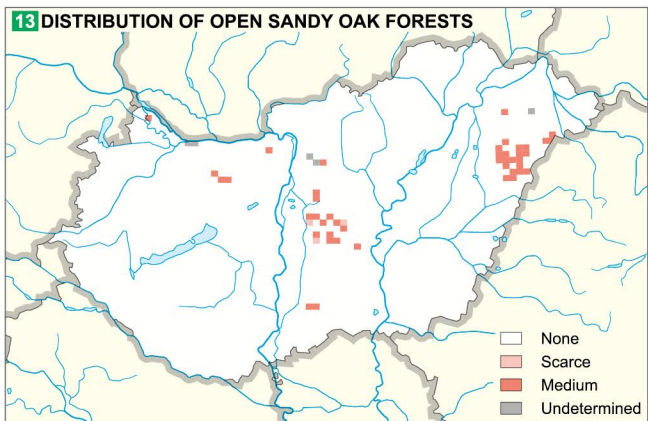 13 DISTRIBUTION OF OPEN SANDY OAK FORESTS
None
Scarce
Medium
Undetermined